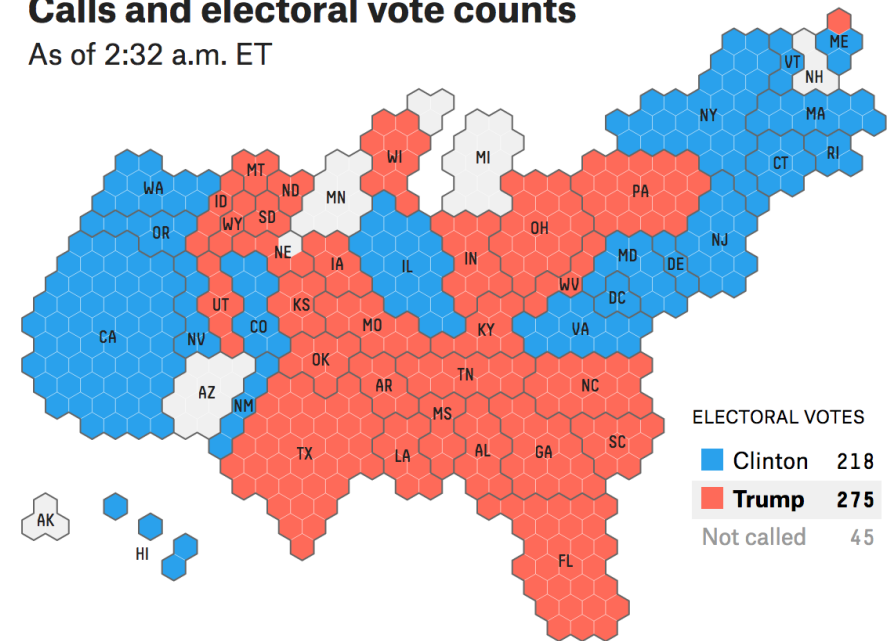 Calls and electoral vote counts
As of 2:32 a.m. ET
ME
VT
NH
NY
MA
WI
MI
CT
RI
MT
WA
ND
MN
PA
ID
SD
WY
OR
OH
NJ
NE
IA
IL
IN
MD
DE
WV
DC
UT
KS
CO
MO
KY
VA
CA
NV
OK
TN
AZ
AR
NC
NM
MS
TX
LA
AL
GA
SC
ELECTORAL VOTES
Clinton 218
Trump 275
Not called 45
AK
HI
FL